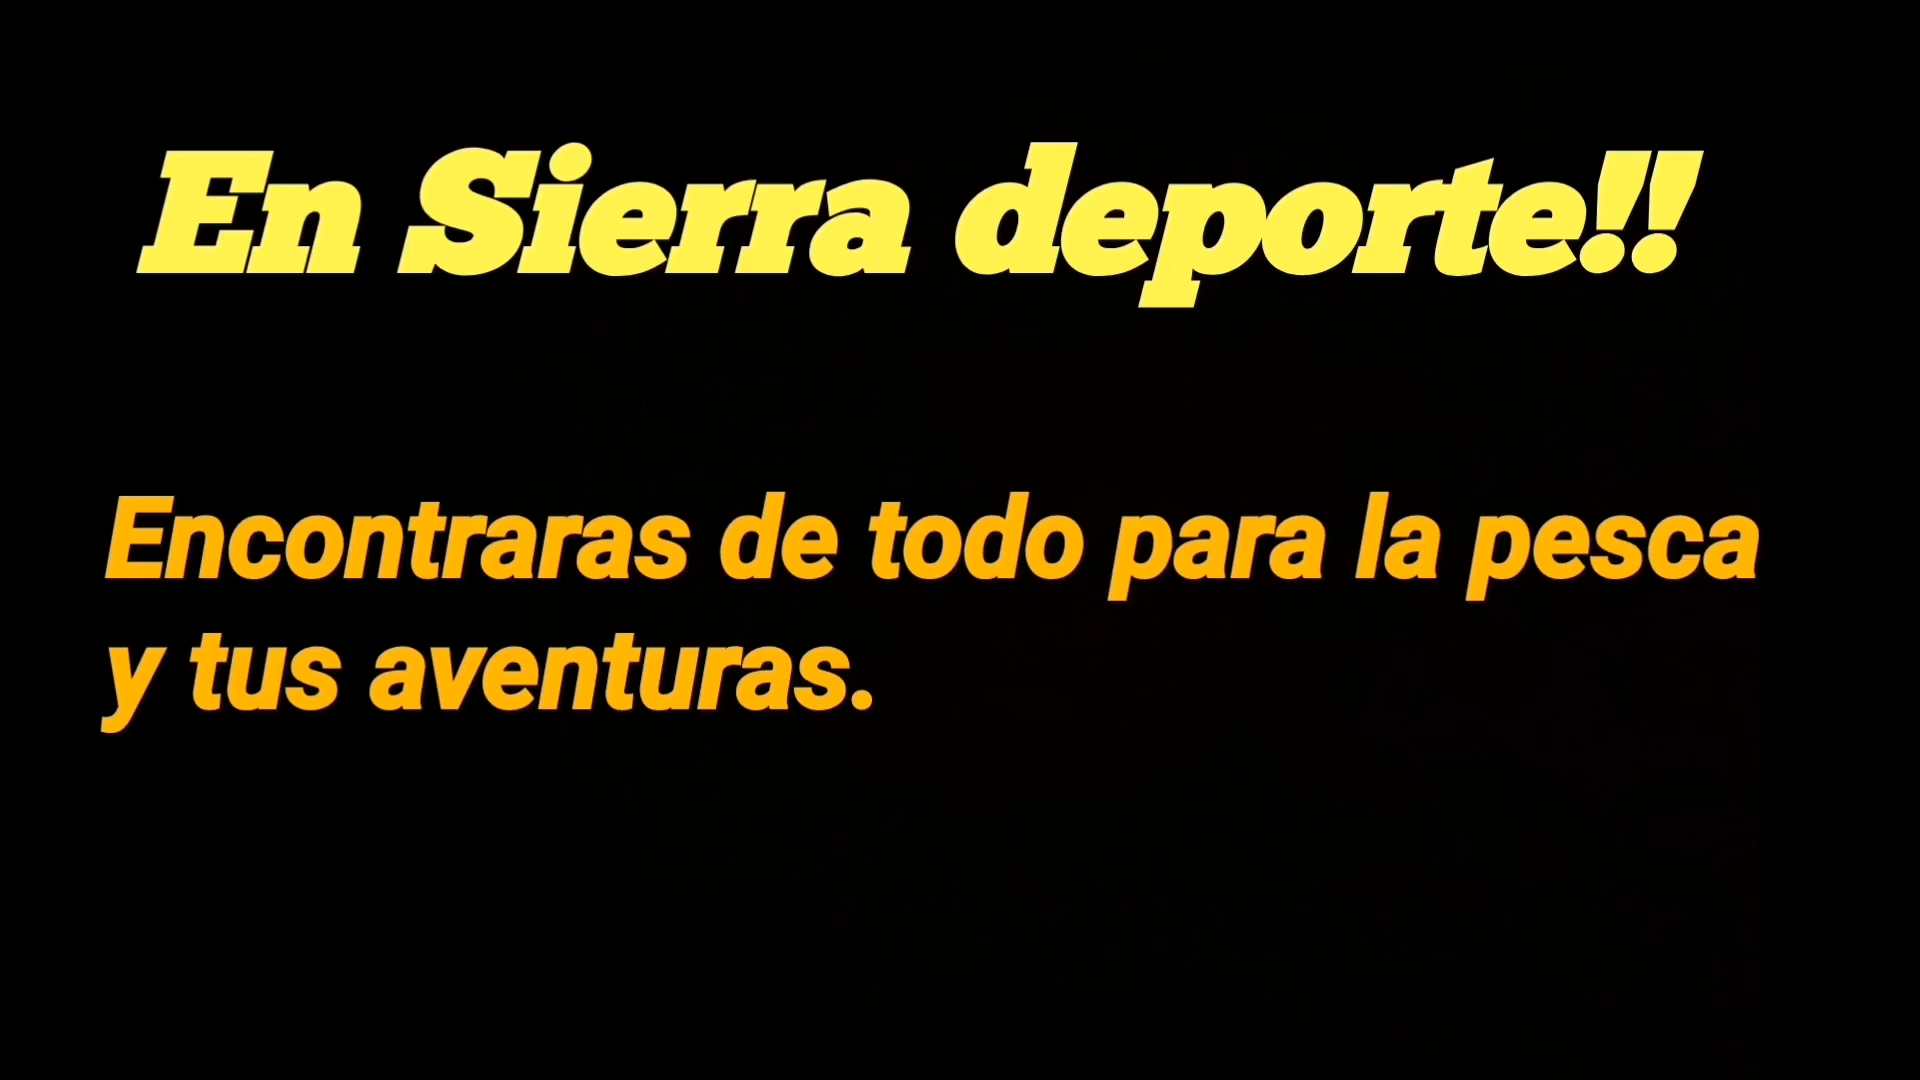 En Sierra deporte!!
Encontraras de todo para la pesca
y tus aventuras.